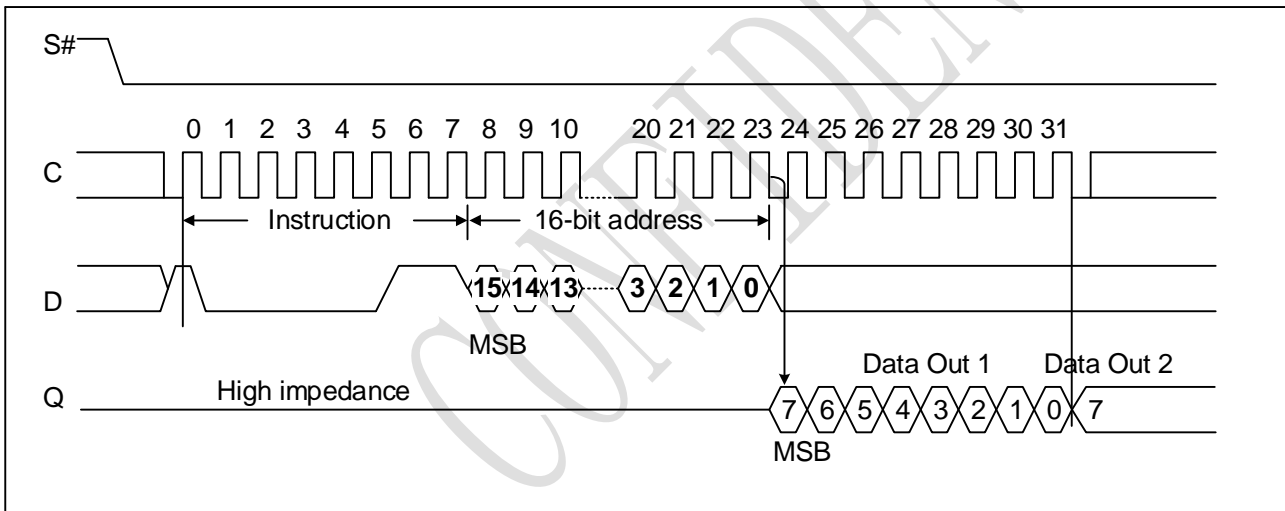 S#
0 1 2 3 4 5 6 7 8 9 10 20 21 22 23 24 25 26 27 28 29 30 31
C
Instruction 16-bit address
D 15 14 13 3 2 1 0
MSB
Data Out 1 Data Out 2
High impedance
Q 7 6 5 4 3 2 1 0 7
MSB
CONFIDEN